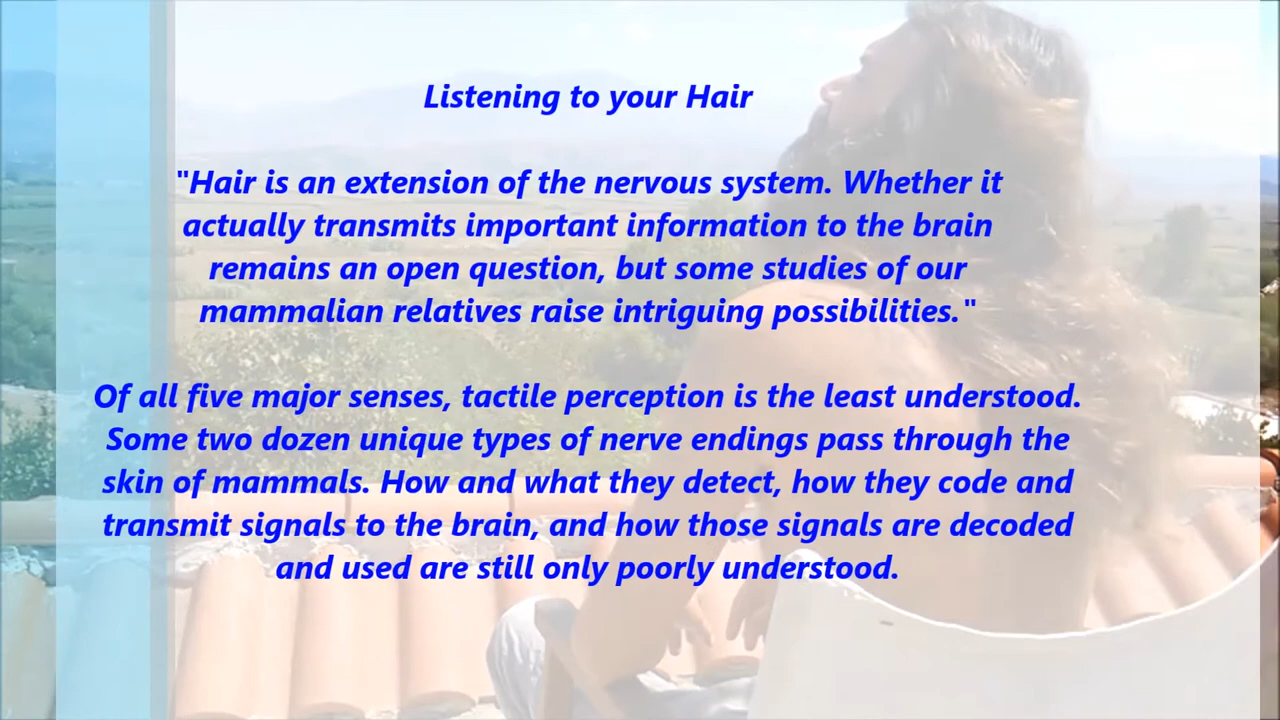 Listening to your Hair
"Hair is an extension of the nervous system. Whether it
actually transmits important information to the brain
remains an open question, but some studies of our
mammalian relatives raise intriguing possibilities."
Of all five major senses, tactile perception is the least understood.
Some two dozen unique types of nerve endings pass through the
skin of mammals. How and what they detect, how they code and
transmit signals to the brain, and how those signals are decoded
and used are still only poorly understood.